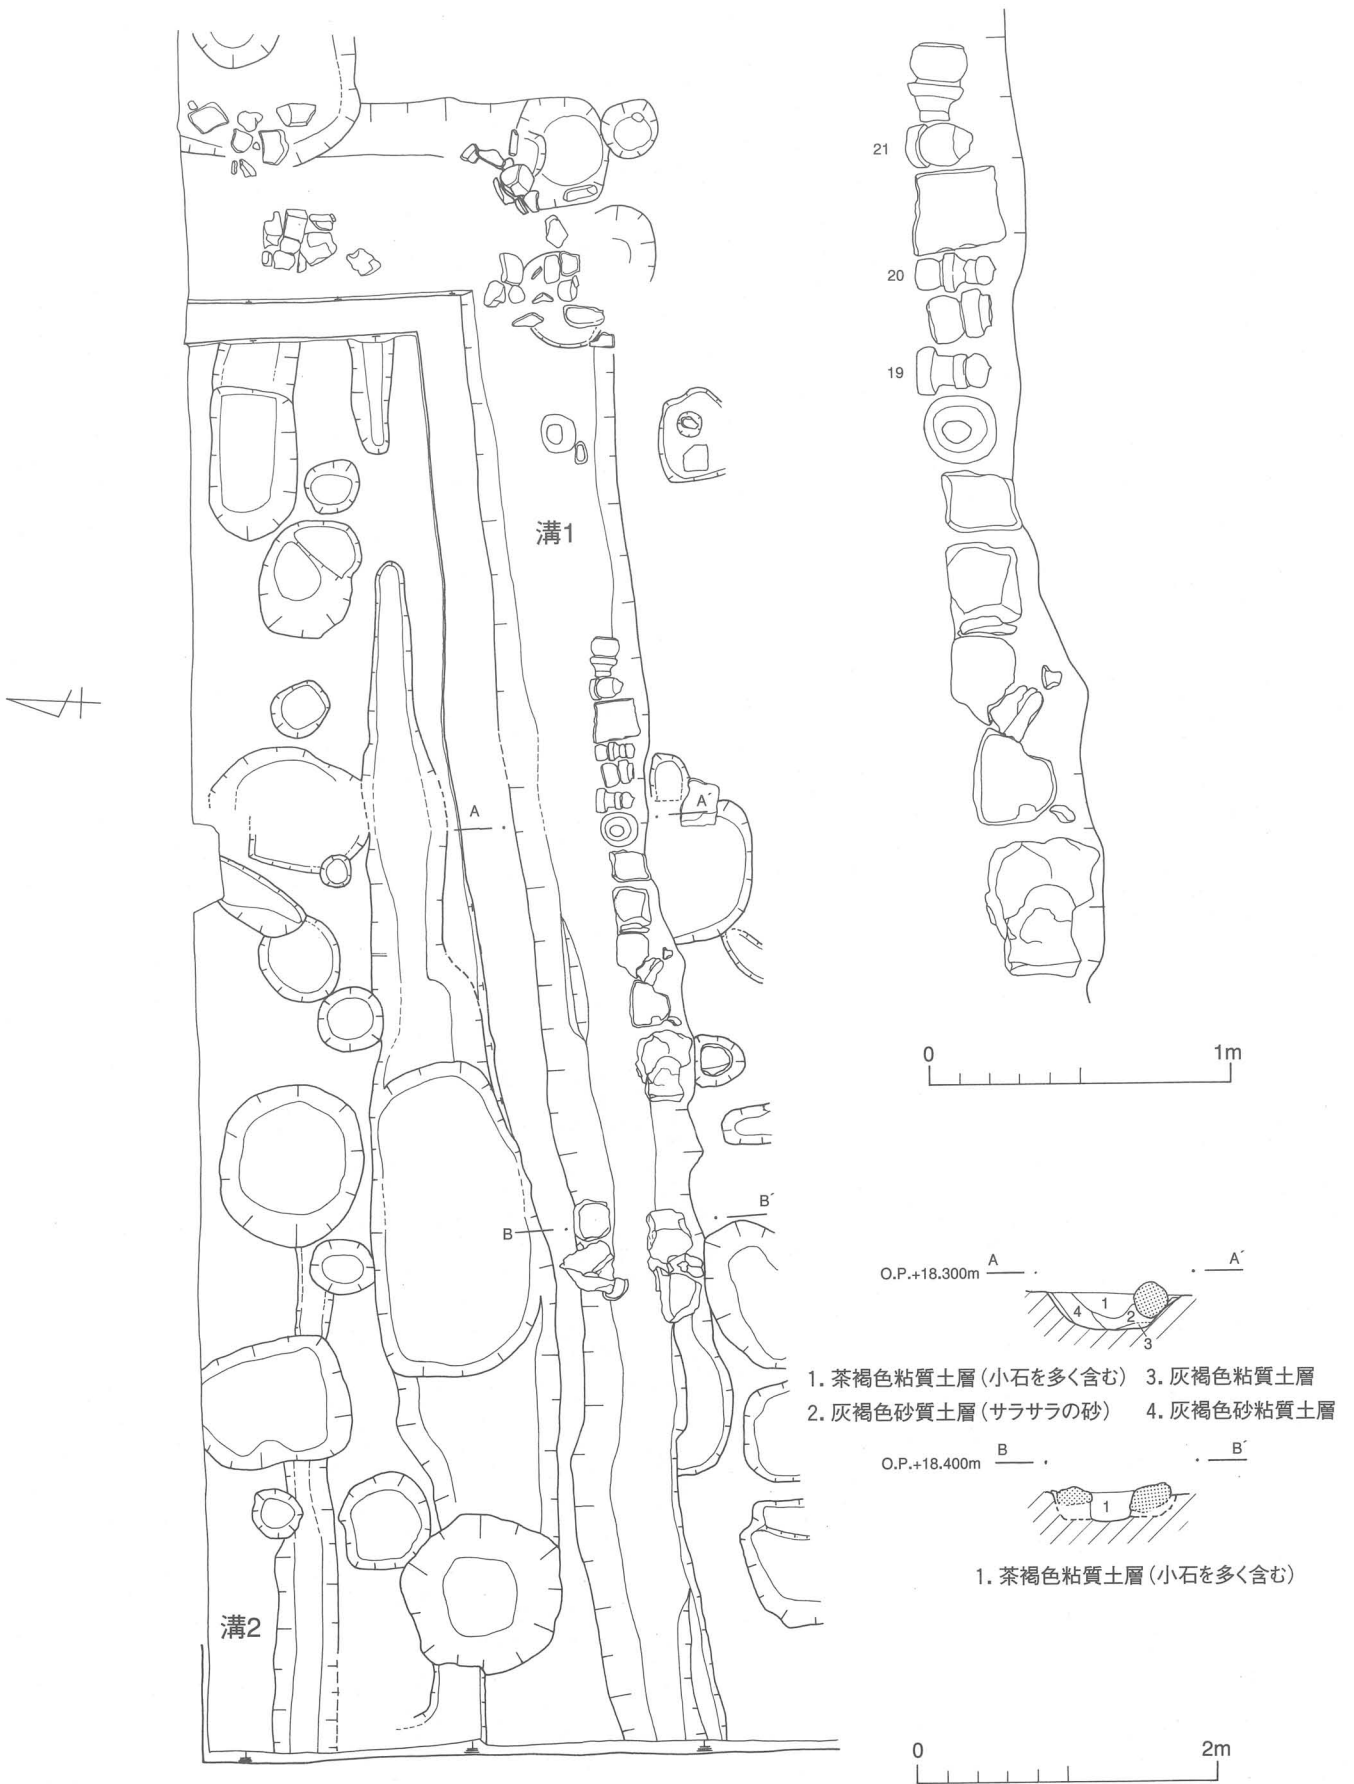 21
20
19
溝1
A
A´
0 1m
B
B´
O.P.+18.300m A A´
4 1 2 3
1. 茶褐色粘質土層（小石を多く含む） 3. 灰褐色粘質土層
2. 灰褐色砂質土層（サラサラの砂） 4. 灰褐色砂粘質土層
O.P.+18.400m B B´
1
1. 茶褐色粘質土層（小石を多く含む）
溝2
0 2m